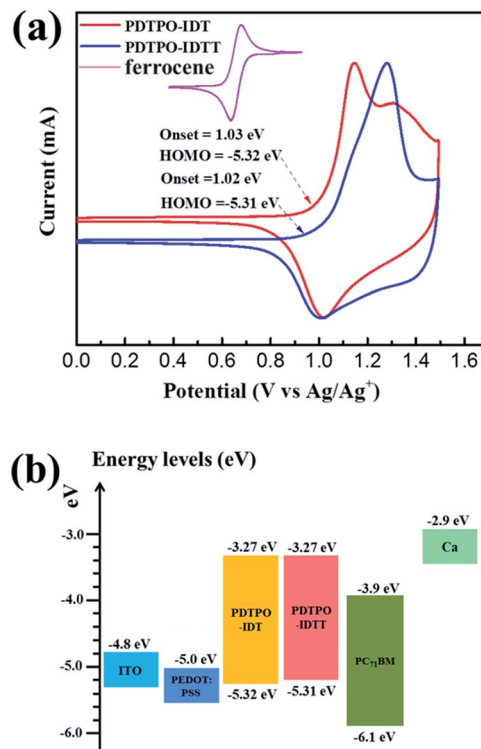 (a)
PDTPO-IDT
PDTPO-IDTT
ferrocene
Onset = 1.03 eV
HOMO = -5.32 eV
Onset =1.02 eV
HOMO =-5.31 eV
Current (mA)
0.0 0.2 0.4 0.6 0.8 1.0 1.2 1.4 1.6
Potential (V vs Ag/Ag⁺)
(b)
Energy levels (eV)
eV
-3.0
-4.0
-5.0
-6.0
-2.9 eV
Ca
-3.27 eV
-3.27 eV
-3.9 eV
PDTPO
-IDT
PDTPO
-IDTT
-4.8 eV
ITO
-5.0 eV
PEDOT:
PSS
PC₇₁BM
-5.32 eV
-5.31 eV
-6.1 eV